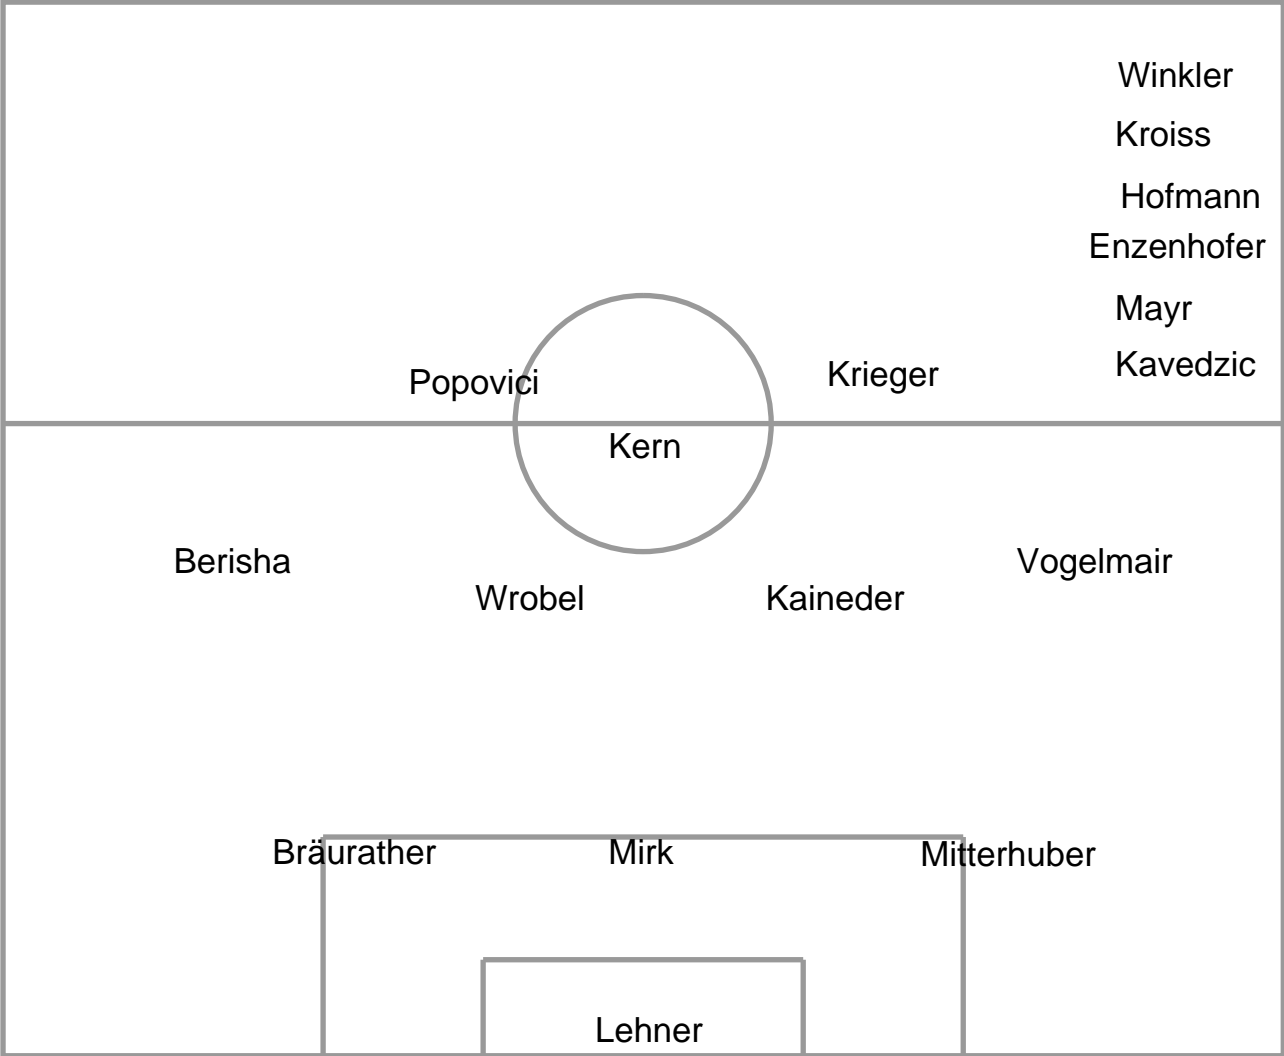 Winkler
Kroiss
Hofmann
Enzenhofer
Mayr
Kavedzic
Popovici
Krieger
Kern
Berisha
Vogelmair
Wrobel
Kaineder
Bräurather
Mirk
Mitterhuber
Lehner